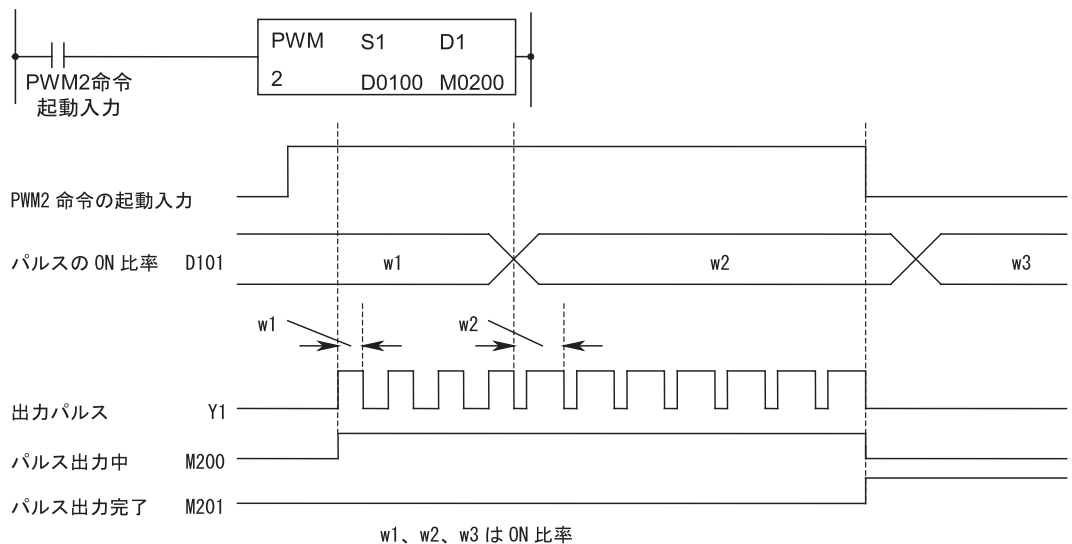 PWM S1 D1
2 D0100 M0200
PWM2命令
起動入力
PWM2 命令の起動入力
パルスの ON 比率 D101
w1 w2 w3
w1 w2
出力パルス Y1
パルス出力中 M200
パルス出力完了 M201
w1、w2、w3 は ON 比率